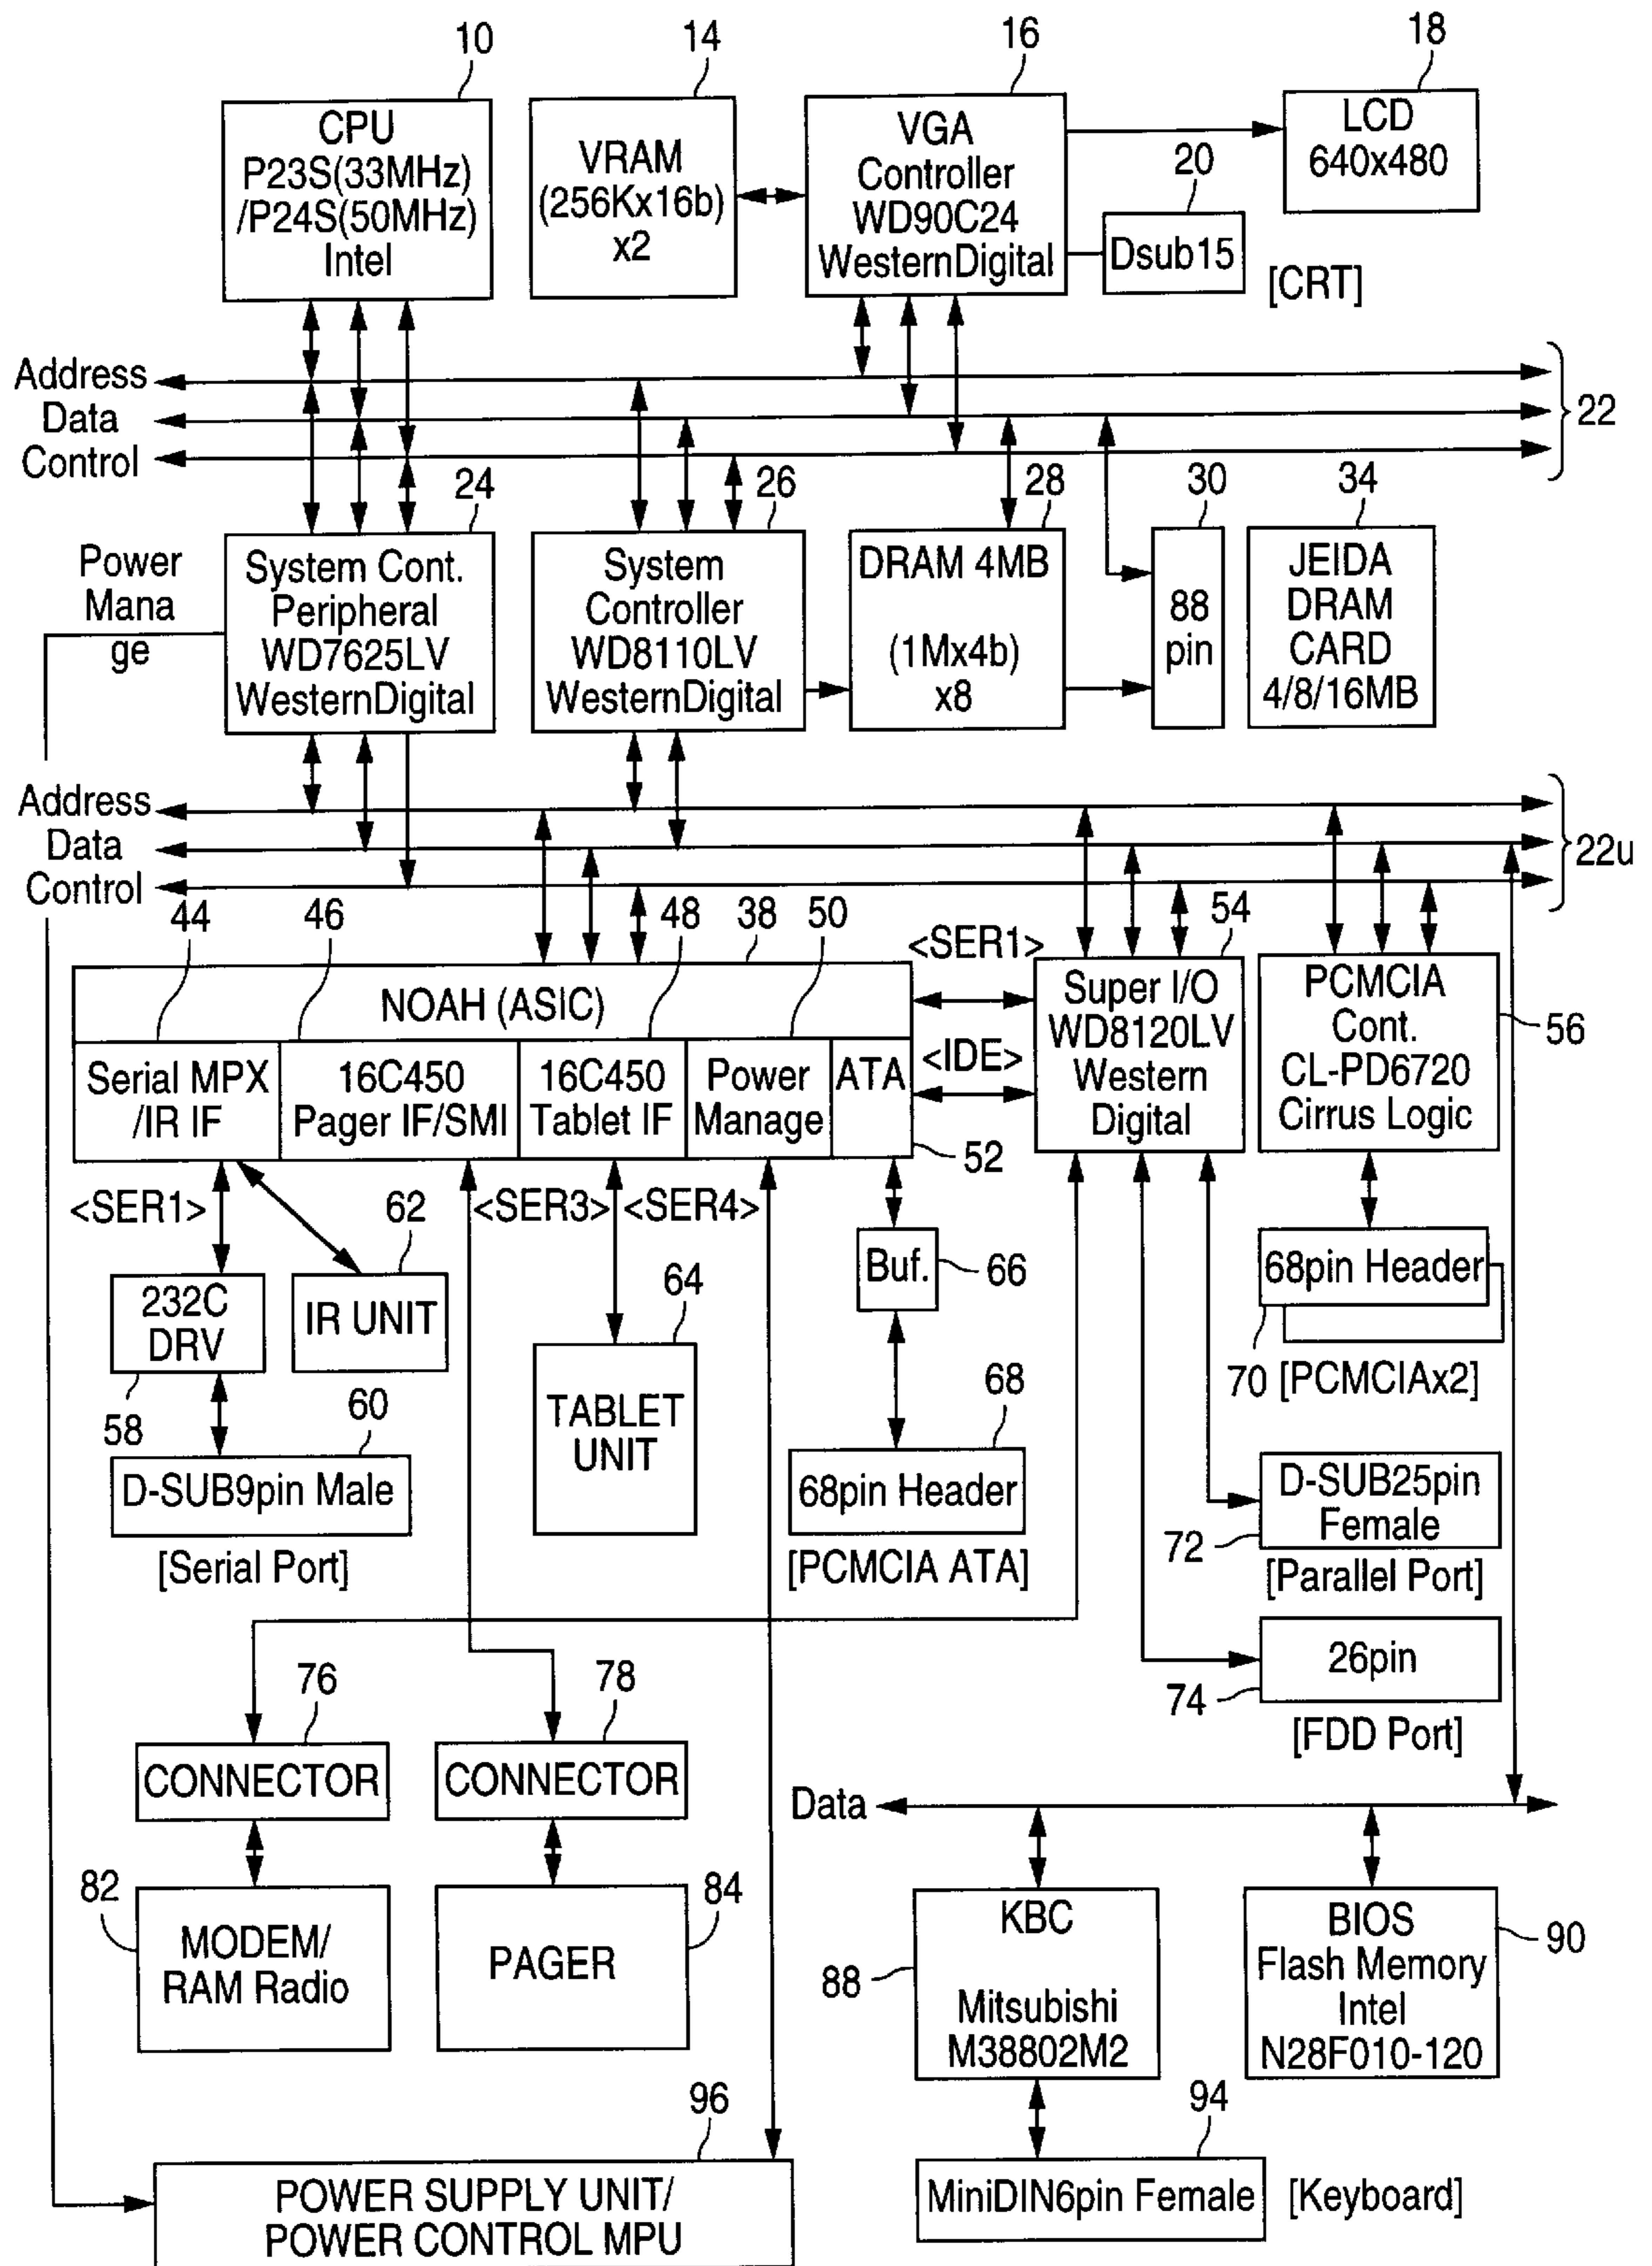 10
14
16
18
CPU
P23S(33MHz)
/P24S(50MHz)
Intel
VRAM
(256Kx16b)
x2
VGA
Controller
WD90C24
WesternDigital
LCD
640x480
20
Dsub15
[CRT]
Address
Data
Control
22
24
26
28
30
34
Power
Mana
ge
System Cont.
Peripheral
WD7625LV
WesternDigital
System
Controller
WD8110LV
WesternDigital
DRAM 4MB
(1Mx4b)
x8
88
pin
JEIDA
DRAM
CARD
4/8/16MB
Address
Data
Control
22u
44
46
48
38
50
<SER1>
54
NOAH (ASIC)
Serial MPX
/IR IF
16C450
Pager IF/SMI
16C450
Tablet IF
Power
Manage
ATA
<IDE>
52
Super I/O
WD8120LV
Western
Digital
PCMCIA
Cont.
CL-PD6720
Cirrus Logic
56
<SER1>
62
<SER3>
<SER4>
232C
DRV
58
IR UNIT
64
TABLET
UNIT
Buf.
66
68pin Header
70 [PCMCIAx2]
60
D-SUB9pin Male
[Serial Port]
68
68pin Header
[PCMCIA ATA]
D-SUB25pin
Female
72
[Parallel Port]
26pin
74
[FDD Port]
76
78
CONNECTOR
CONNECTOR
Data
82
MODEM/
RAM Radio
84
PAGER
88
KBC
Mitsubishi
M38802M2
BIOS
Flash Memory
Intel
N28F010-120
90
96
POWER SUPPLY UNIT/
POWER CONTROL MPU
94
MiniDIN6pin Female
[Keyboard]